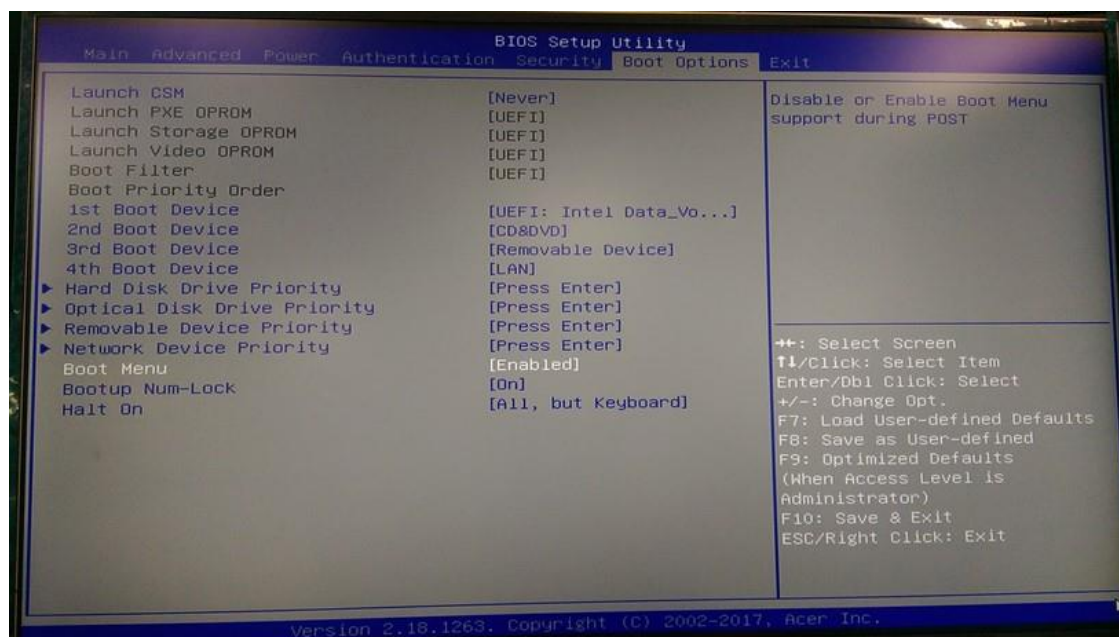 BIOS Setup Utility
Main Advanced Power Authentication Security Boot Options Exit
Launch CSM [Never]
Launch PXE OPROM [UEFI]
Launch Storage OPROM [UEFI]
Launch Video OPROM [UEFI]
Boot Filter [UEFI]
Boot Priority Order
1st Boot Device [UEFI: Intel Data_Vo...]
2nd Boot Device [CD&DVD]
3rd Boot Device [Removable Device]
4th Boot Device [LAN]
▶ Hard Disk Drive Priority [Press Enter]
▶ Optical Disk Drive Priority [Press Enter]
▶ Removable Device Priority [Press Enter]
▶ Network Device Priority [Press Enter]
Boot Menu [Enabled]
Bootup Num-Lock [On]
Halt On [All, but Keyboard]
Disable or Enable Boot Menu
support during POST
→←: Select Screen
↑↓/Click: Select Item
Enter/Dbl Click: Select
+/-: Change Opt.
F7: Load User-defined Defaults
F8: Save as User-defined
F9: Optimized Defaults
(When Access Level is
Administrator)
F10: Save & Exit
ESC/Right Click: Exit
Version 2.18.1263. Copyright (C) 2002-2017, Acer Inc.